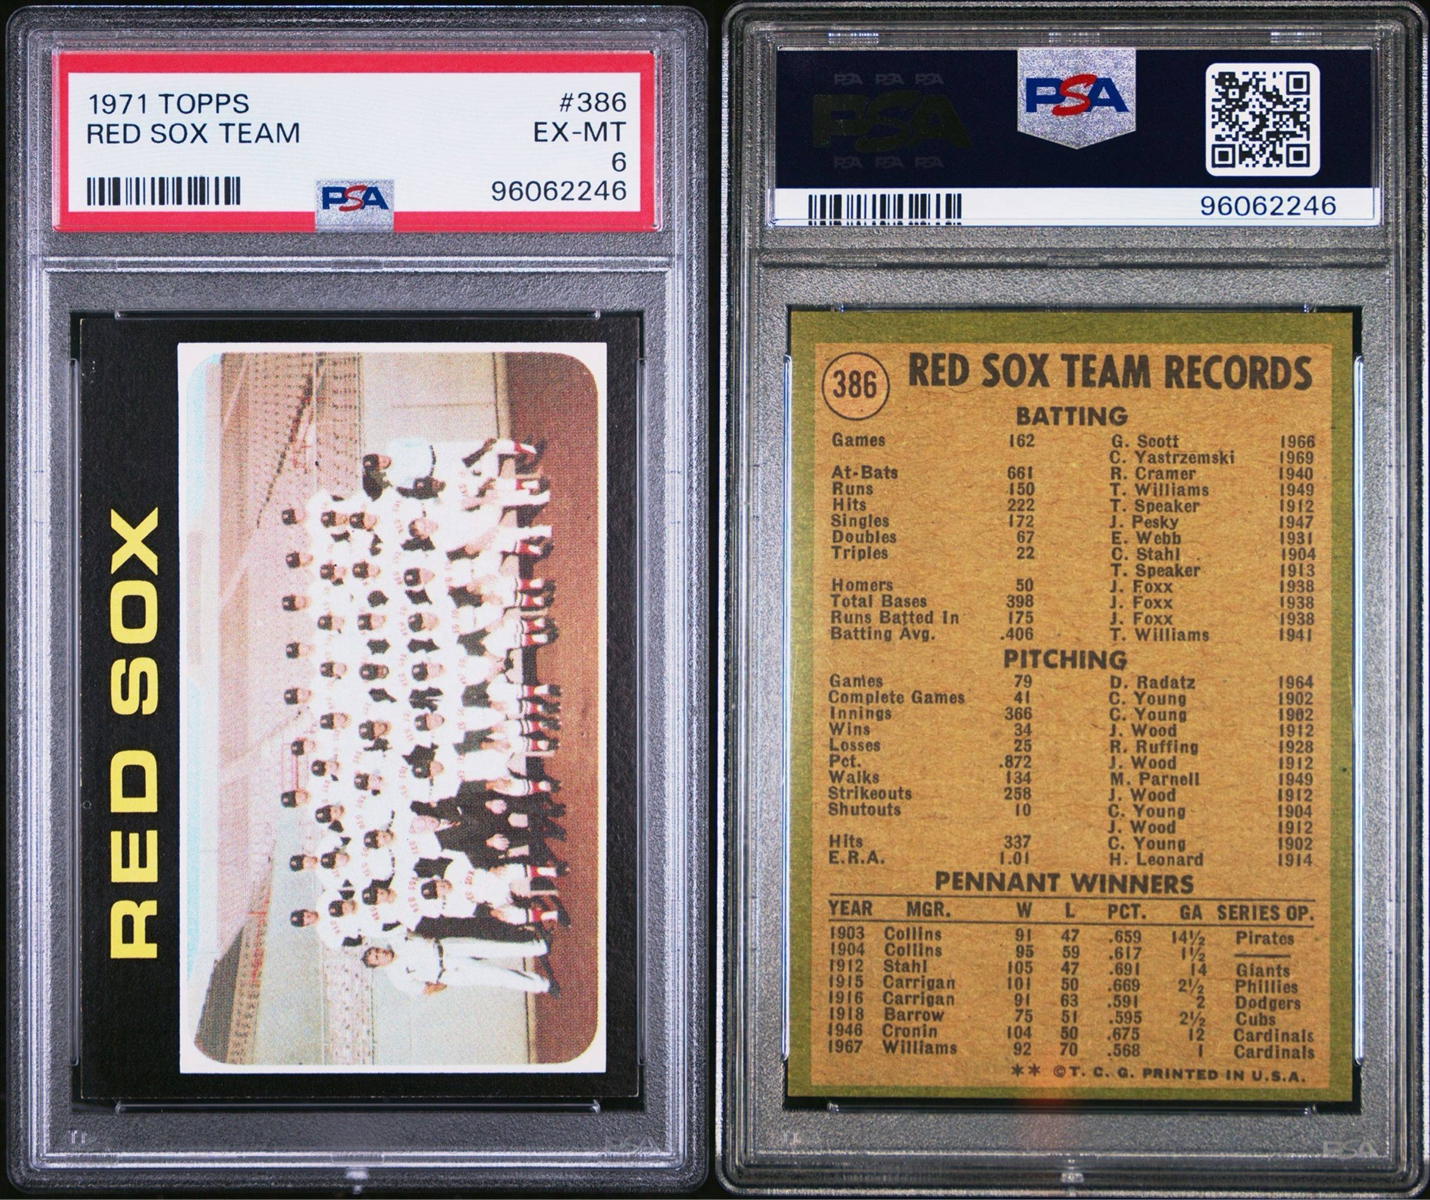 1971 TOPPS #386
RED SOX TEAM EX-MT
6
PSA 96062246
RED SOX
PSA
PSA PSA PSA
PSA
PSA PSA PSA
PSA
96062246
386 RED SOX TEAM RECORDS
BATTING
Games 162 G. Scott 1966
C. Yastrzemski 1969
At-Bats 661 R. Cramer 1940
Runs 150 T. Williams 1949
Hits 222 T. Speaker 1912
Singles 172 J. Pesky 1947
Doubles 67 E. Webb 1931
Triples 22 C. Stahl 1904
T. Speaker 1913
Homers 50 J. Foxx 1938
Total Bases 398 J. Foxx 1938
Runs Batted In 175 J. Foxx 1938
Batting Avg. .406 T. Williams 1941
PITCHING
Games 79 D. Radatz 1964
Complete Games 41 C. Young 1902
Innings 366 C. Young 1902
Wins 34 J. Wood 1912
Losses 25 R. Ruffing 1928
Pct. .872 J. Wood 1912
Walks 134 M. Parnell 1949
Strikeouts 258 J. Wood 1912
Shutouts 10 C. Young 1904
J. Wood 1912
Hits 337 C. Young 1902
E.R.A. 1.01 H. Leonard 1914
PENNANT WINNERS
YEAR MGR. W L PCT. GA SERIES OP.
1903 Collins 91 47 .659 14½ Pirates
1904 Collins 95 59 .617 1½ ——
1912 Stahl 105 47 .691 14 Giants
1915 Carrigan 101 50 .669 2½ Phillies
1916 Carrigan 91 63 .591 2 Dodgers
1918 Barrow 75 51 .595 2½ Cubs
1946 Cronin 104 50 .675 12 Cardinals
1967 Williams 92 70 .568 1 Cardinals
** ©T. C. G. PRINTED IN U.S.A.
PSA